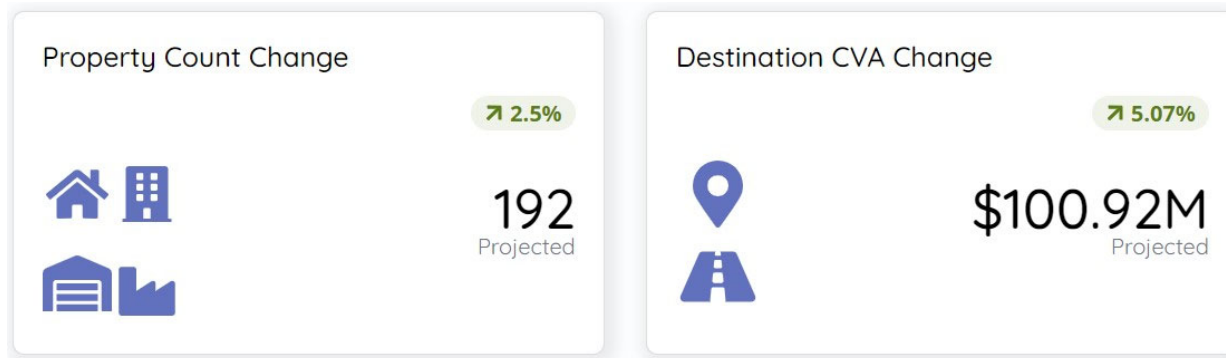 Property Count Change
2.5%
192
Projected
Destination CVA Change
5.07%
$100.92M
Projected